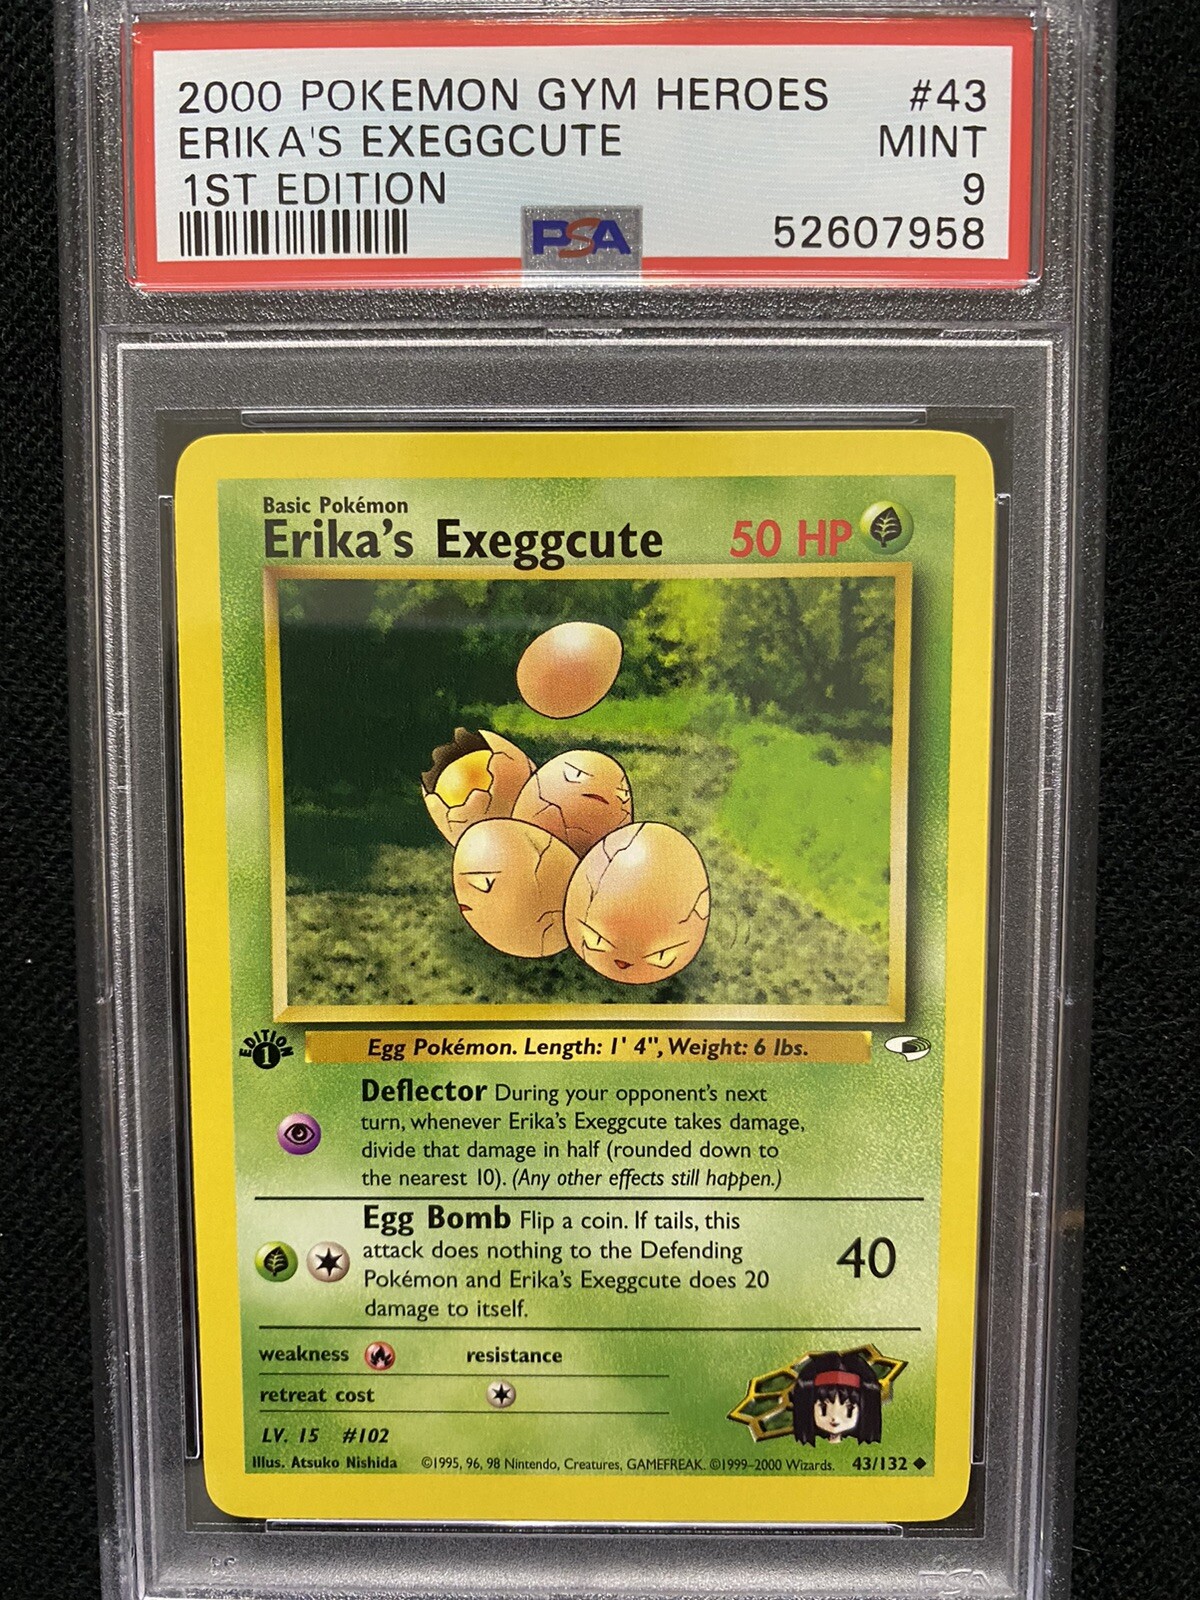 2000 POKEMON GYM HEROES #43
ERIKA'S EXEGGCUTE MINT
1ST EDITION 9
PSA 52607958
Basic Pokémon
Erika's Exeggcute 50 HP
EDITION 1
Egg Pokémon. Length: 1' 4", Weight: 6 lbs.
Deflector During your opponent's next
turn, whenever Erika's Exeggcute takes damage,
divide that damage in half (rounded down to
the nearest 10). (Any other effects still happen.)
Egg Bomb Flip a coin. If tails, this
attack does nothing to the Defending
Pokémon and Erika's Exeggcute does 20
damage to itself.
40
weakness resistance
retreat cost
LV. 15 #102
Illus. Atsuko Nishida ©1995, 96, 98 Nintendo, Creatures, GAMEFREAK. ©1999-2000 Wizards. 43/132
PSA